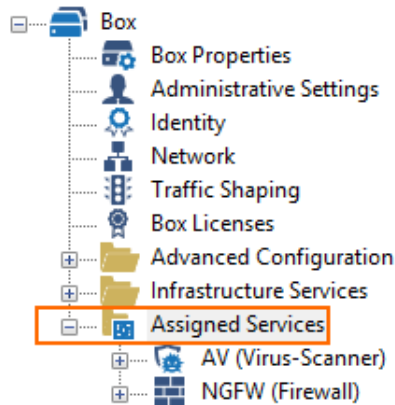 Box
Box Properties
Administrative Settings
Identity
Network
Traffic Shaping
Box Licenses
Advanced Configuration
Infrastructure Services
Assigned Services
AV (Virus-Scanner)
NGFW (Firewall)